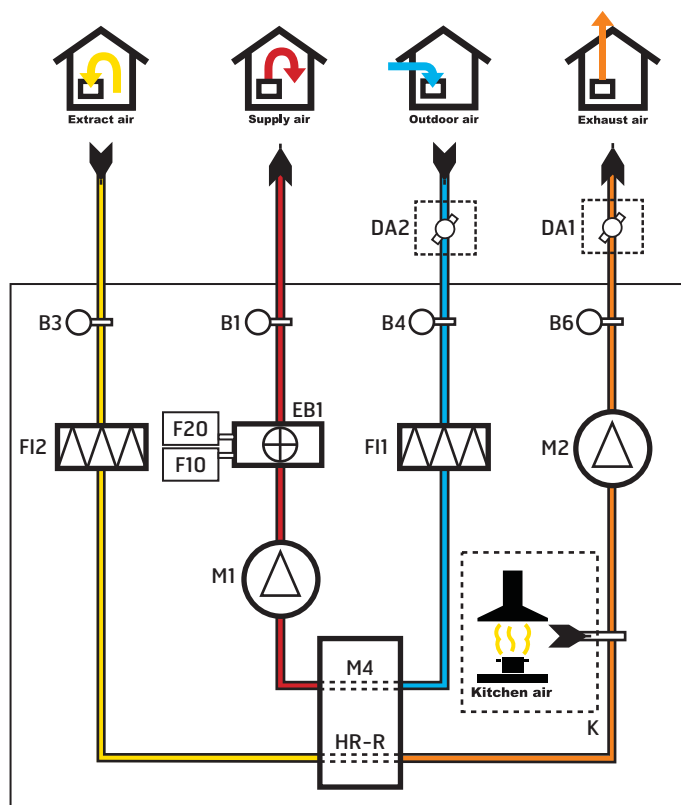 Extract air
Supply air
Outdoor air
Exhaust air
DA2
DA1
B3
B1
B4
B6
EB1
F20
F10
FI2
FI1
M2
M1
M4
Kitchen air
K
HR-R